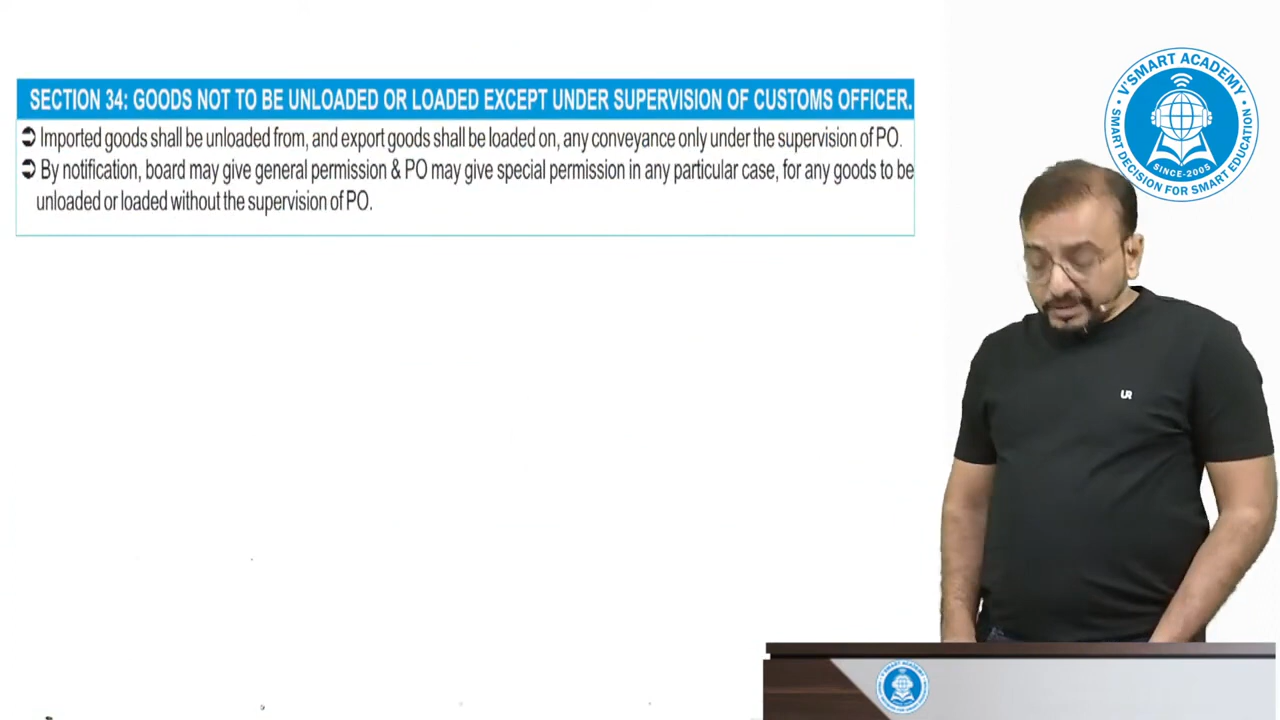 SECTION 34: GOODS NOT TO BE UNLOADED OR LOADED EXCEPT UNDER SUPERVISION OF CUSTOMS OFFICER.
➲ Imported goods shall be unloaded from, and export goods shall be loaded on, any conveyance only under the supervision of PO.
➲ By notification, board may give general permission & PO may give special permission in any particular case, for any goods to be
unloaded or loaded without the supervision of PO.
V'SMART ACADEMY
SINCE-2005
SMART DECISION FOR SMART EDUCATION
UR
V'SMART ACADEMY